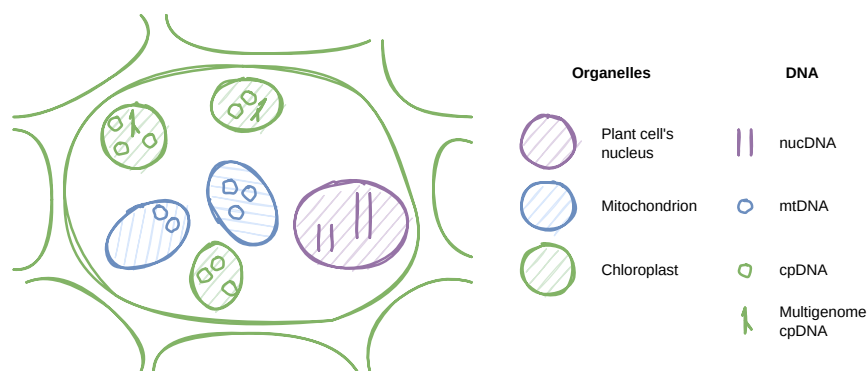 Organelles
DNA
Plant cell's
nucleus
nucDNA
Mitochondrion
mtDNA
Chloroplast
cpDNA
Multigenome
cpDNA